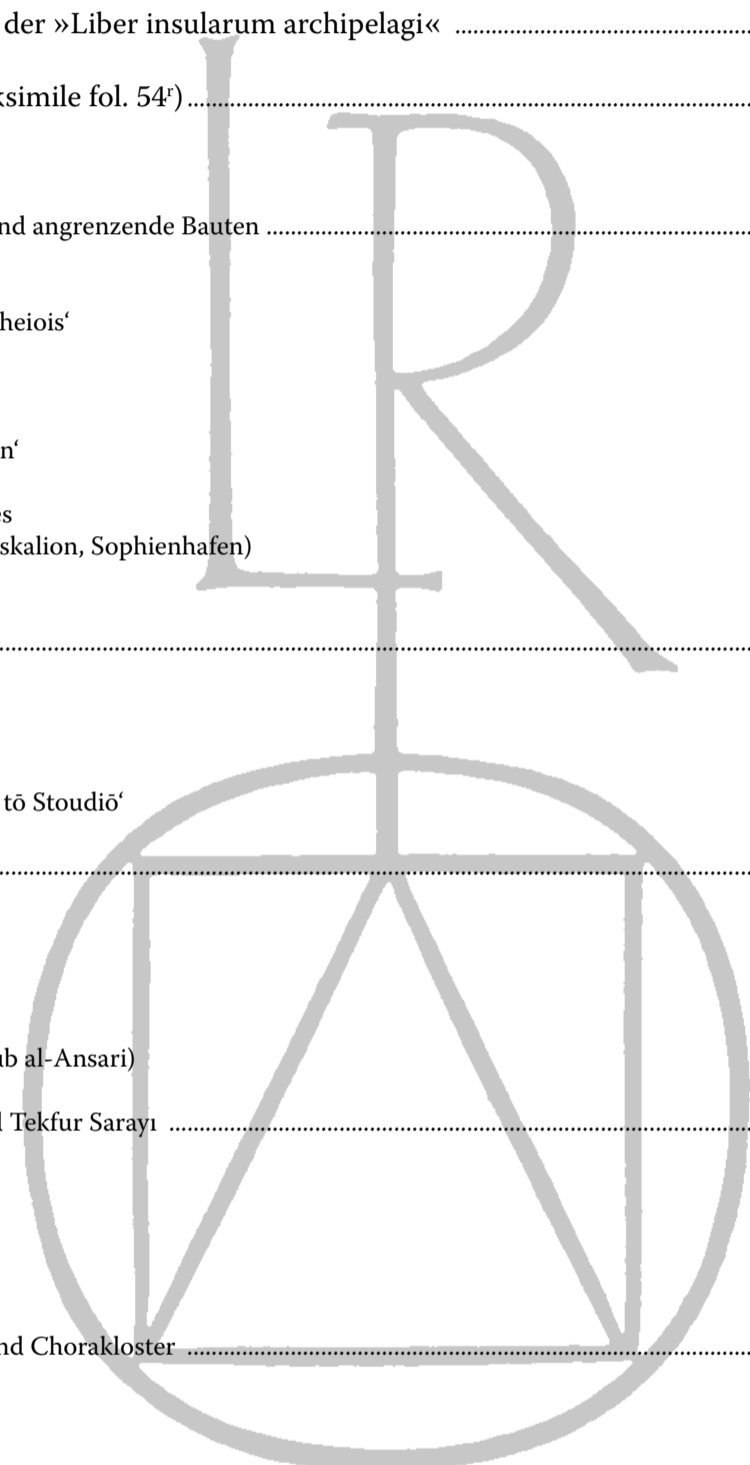 der »Liber insularum archipelagi« ........................................
ksimile fol. 54ʳ) ........................................
nd angrenzende Bauten ........................................
heiois‘
n‘
es
skalion, Sophienhafen)
........................................
tō Stoudiō‘
........................................
ub al-Ansari)
l Tekfur Sarayı ........................................
nd Chorakloster ........................................
LR